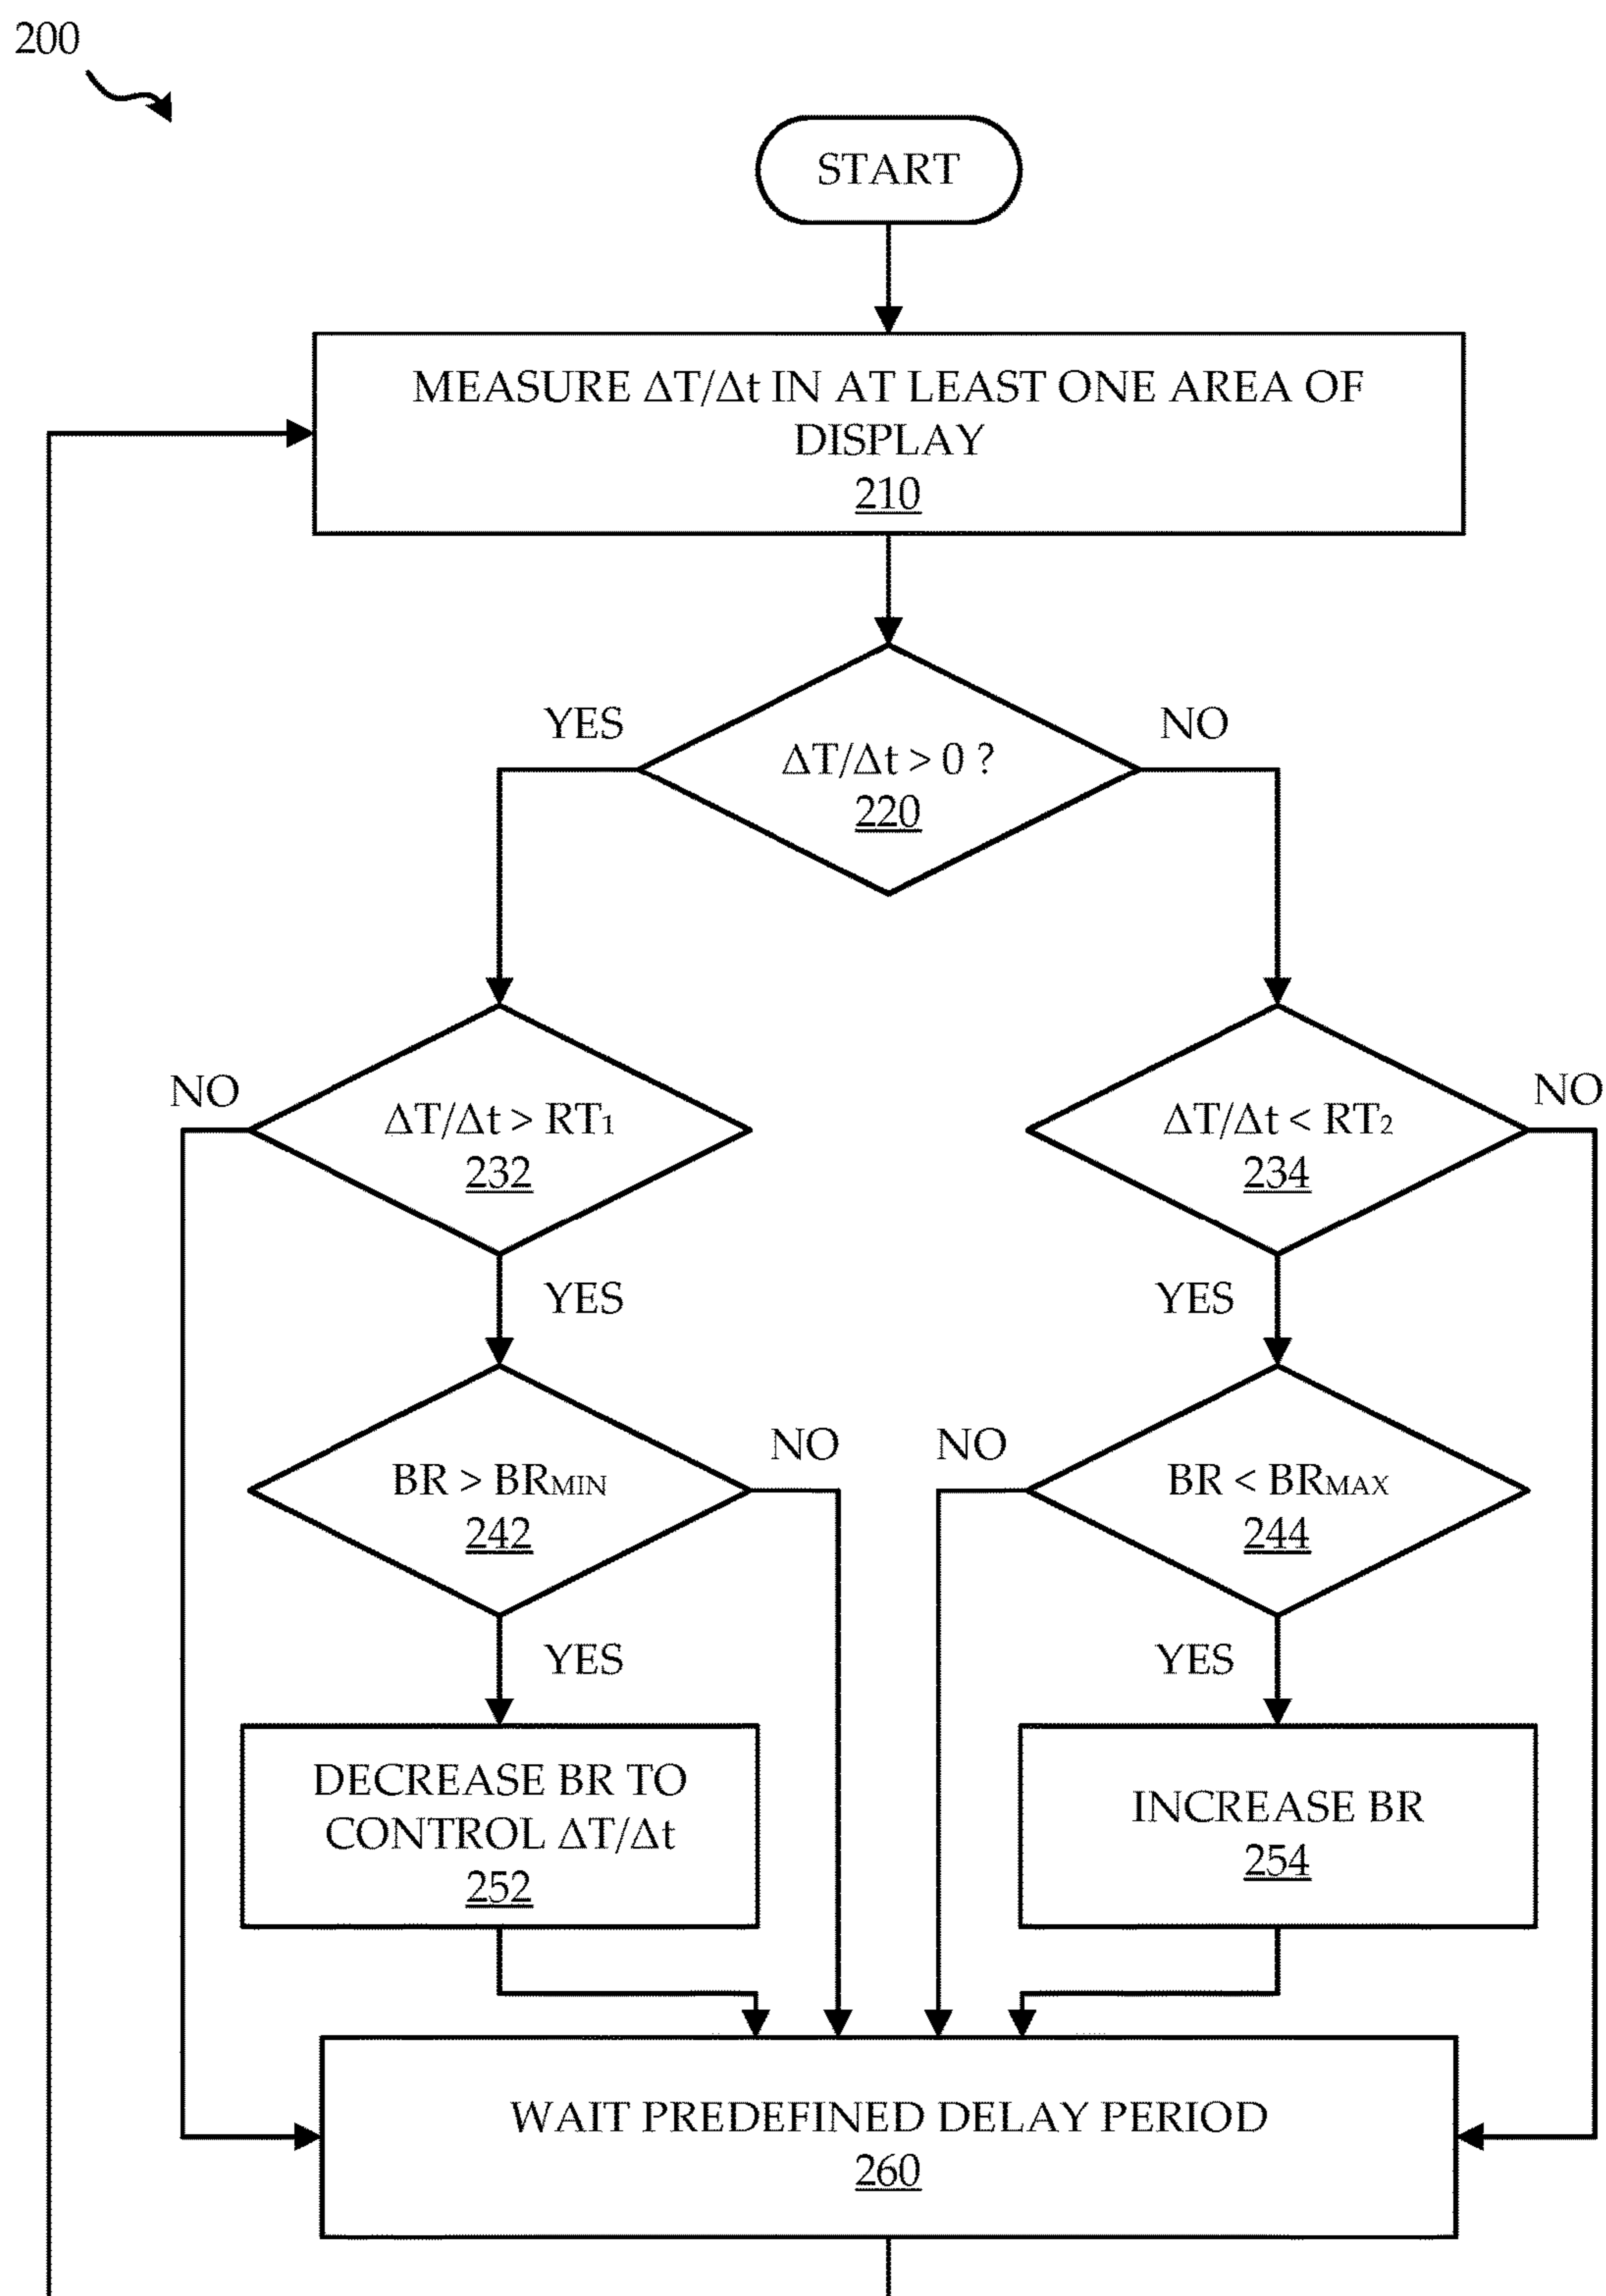 200
START
MEASURE ΔT/Δt IN AT LEAST ONE AREA OF
DISPLAY
210
YES
NO
ΔT/Δt > 0 ?
220
NO
ΔT/Δt > RT1
232
ΔT/Δt < RT2
234
NO
YES
YES
BR > BRMIN
242
NO
NO
BR < BRMAX
244
YES
YES
DECREASE BR TO
CONTROL ΔT/Δt
252
INCREASE BR
254
WAIT PREDEFINED DELAY PERIOD
260